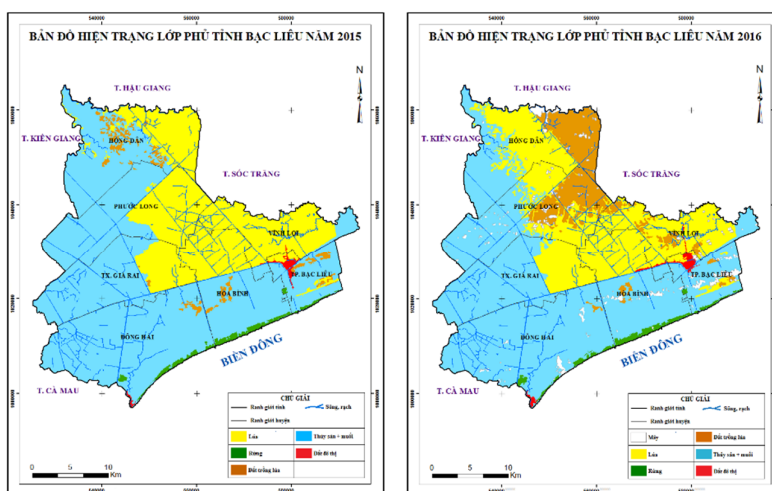 BẢN ĐỒ HIỆN TRẠNG LỚP PHỦ TỈNH BẠC LIÊU NĂM 2015
N
T. HẬU GIANG
T. KIÊN GIANG
HỒNG DÂN
T. SÓC TRĂNG
PHƯỚC LONG
VĨNH LỢI
TX. GIÁ RAI
TP. BẠC LIÊU
HÒA BÌNH
ĐÔNG HẢI
BIỂN ĐÔNG
T. CÀ MAU
CHÚ GIẢI
Ranh giới tỉnh
Sông, rạch
Ranh giới huyện
Lúa
Thủy sản + muối
Rừng
Đất đô thị
Đất trồng lúa
0 5 10
Km
BẢN ĐỒ HIỆN TRẠNG LỚP PHỦ TỈNH BẠC LIÊU NĂM 2016
N
T. HẬU GIANG
T. KIÊN GIANG
HỒNG DÂN
T. SÓC TRĂNG
PHƯỚC LONG
VĨNH LỢI
TX. GIÁ RAI
TP. BẠC LIÊU
HÒA BÌNH
ĐÔNG HẢI
BIỂN ĐÔNG
T. CÀ MAU
CHÚ GIẢI
Ranh giới tỉnh
Sông, rạch
Ranh giới huyện
Mây
Đất trồng lúa
Lúa
Thủy sản + muối
Rừng
Đất đô thị
0 5 10
Km